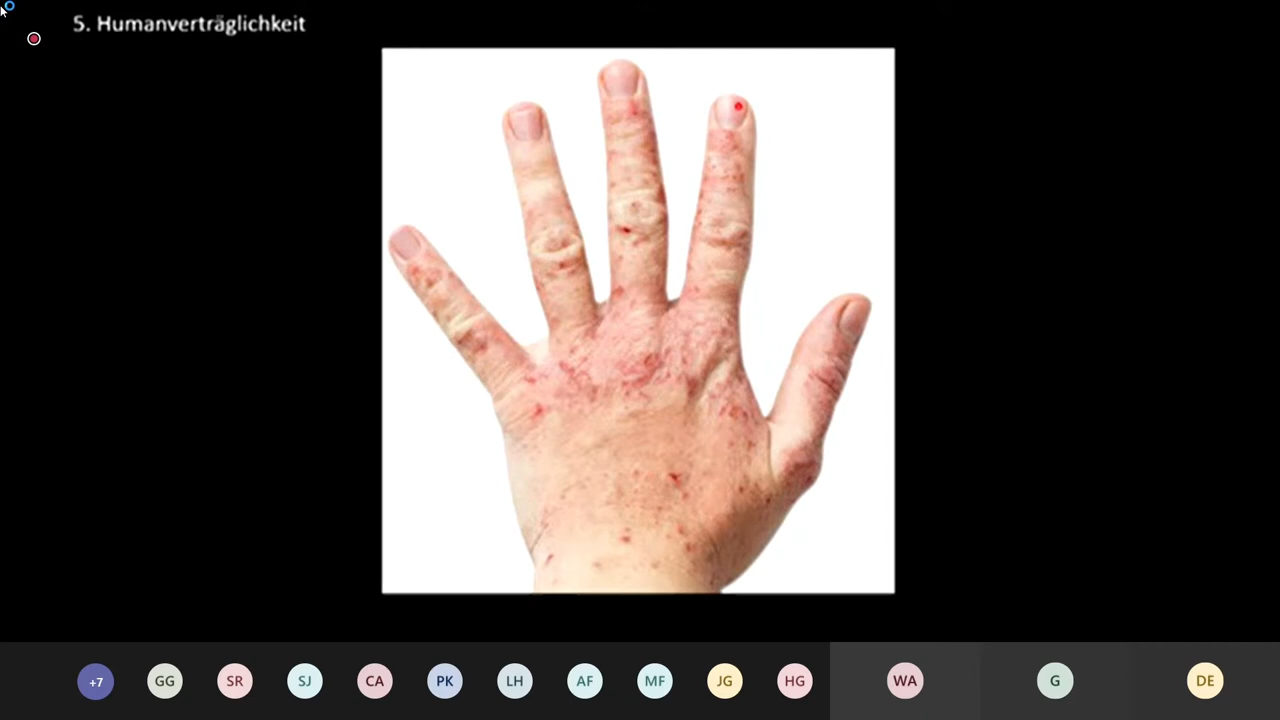 5. Humanverträglichkeit
+7
GG
SR
SJ
CA
PK
LH
AF
MF
JG
HG
WA
G
DE